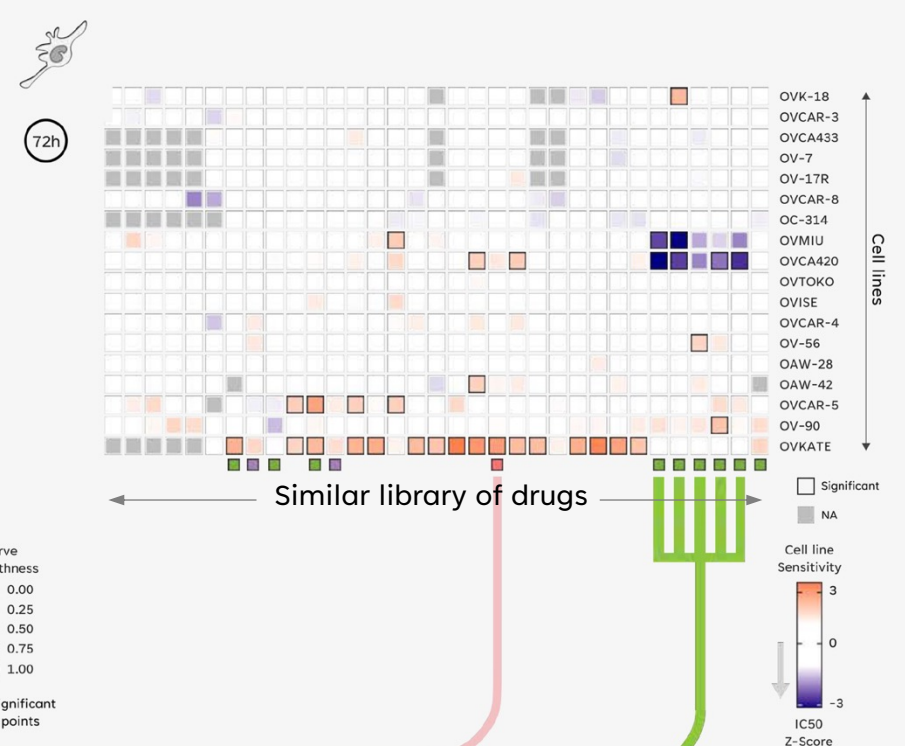 72h
OVK-18
OVCAR-3
OVCA433
OV-7
OV-17R
OVCAR-8
OC-314
OVMIU
OVCA420
OVTOKO
OVISE
OVCAR-4
OV-56
OAW-28
OAW-42
OVCAR-5
OV-90
OVKATE
Cell lines
Similar library of drugs
Significant
NA
rve
thness
0.00
0.25
0.50
0.75
1.00
gnificant
points
Cell line
Sensitivity
3
0
-3
IC50
Z-Score